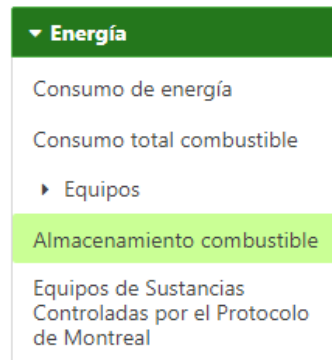 Energía
Consumo de energía
Consumo total combustible
Equipos
Almacenamiento combustible
Equipos de Sustancias
Controladas por el Protocolo
de Montreal